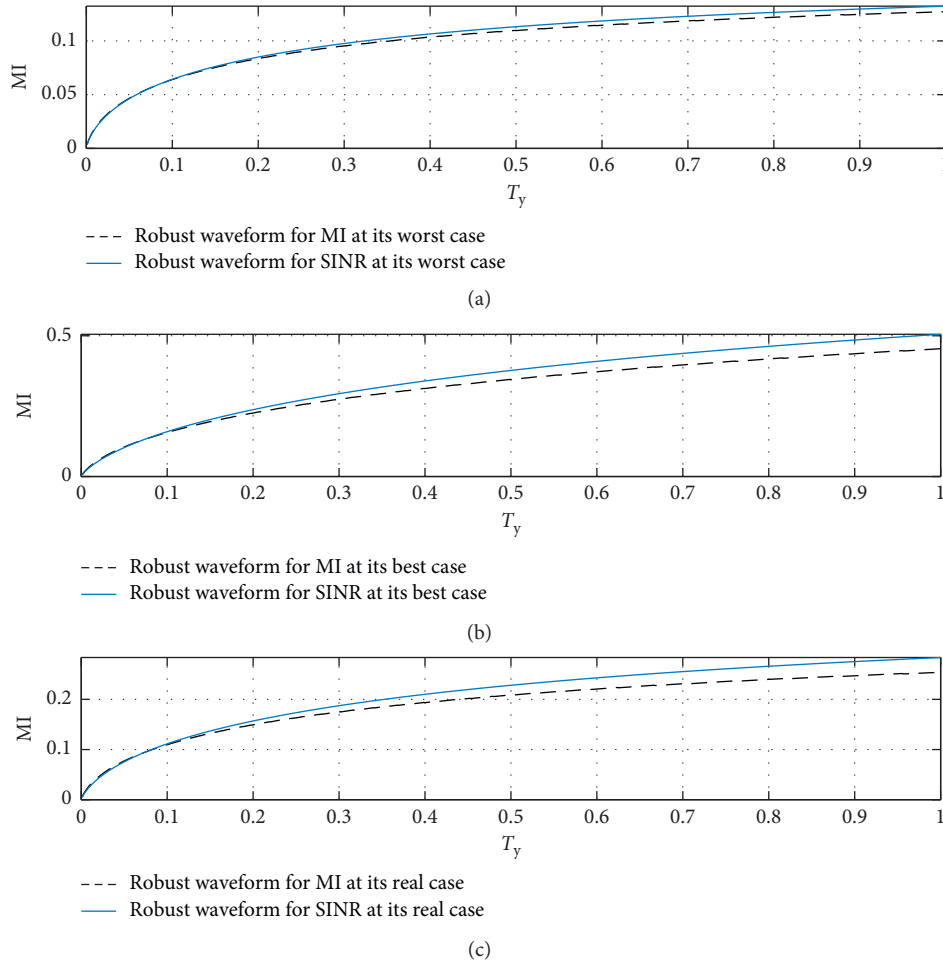 MI
0.1
0.05
0
0 0.1 0.2 0.3 0.4 0.5 0.6 0.7 0.8 0.9 1
Ty
Robust waveform for MI at its worst case
Robust waveform for SINR at its worst case
(a)
MI
0.5
0
0 0.1 0.2 0.3 0.4 0.5 0.6 0.7 0.8 0.9 1
Ty
Robust waveform for MI at its best case
Robust waveform for SINR at its best case
(b)
MI
0.2
0.1
0
0 0.1 0.2 0.3 0.4 0.5 0.6 0.7 0.8 0.9 1
Ty
Robust waveform for MI at its real case
Robust waveform for SINR at its real case
(c)